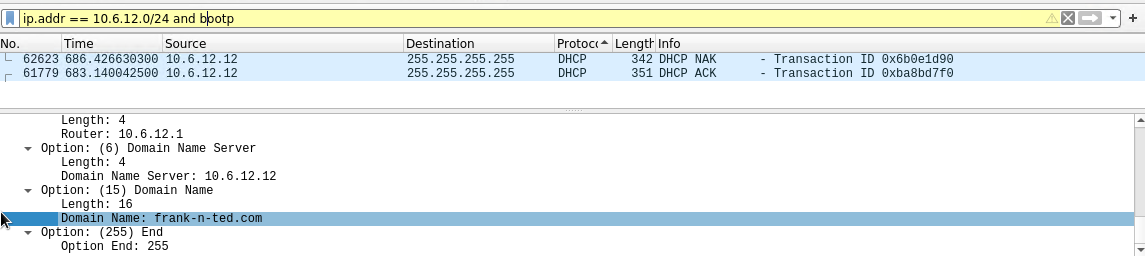 ip.addr == 10.6.12.0/24 and bootp
No. Time Source Destination Protoc Length Info
62623 686.426630300 10.6.12.12 255.255.255.255 DHCP 342 DHCP NAK - Transaction ID 0x6b0e1d90
61779 683.140042500 10.6.12.12 255.255.255.255 DHCP 351 DHCP ACK - Transaction ID 0xba8bd7f0
Length: 4
Router: 10.6.12.1
Option: (6) Domain Name Server
Length: 4
Domain Name Server: 10.6.12.12
Option: (15) Domain Name
Length: 16
Domain Name: frank-n-ted.com
Option: (255) End
Option End: 255